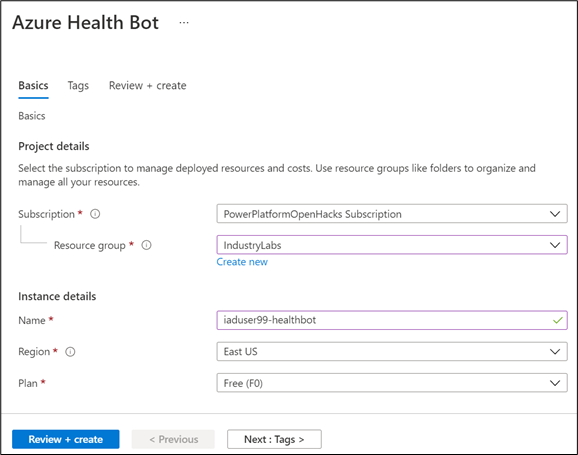 Azure Health Bot ...
Basics Tags Review + create
Basics
Project details
Select the subscription to manage deployed resources and costs. Use resource groups like folders to organize and
manage all your resources.
Subscription * PowerPlatformOpenHacks Subscription
Resource group * IndustryLabs
Create new
Instance details
Name * iaduser99-healthbot
Region * East US
Plan * Free (F0)
Review + create < Previous Next : Tags >